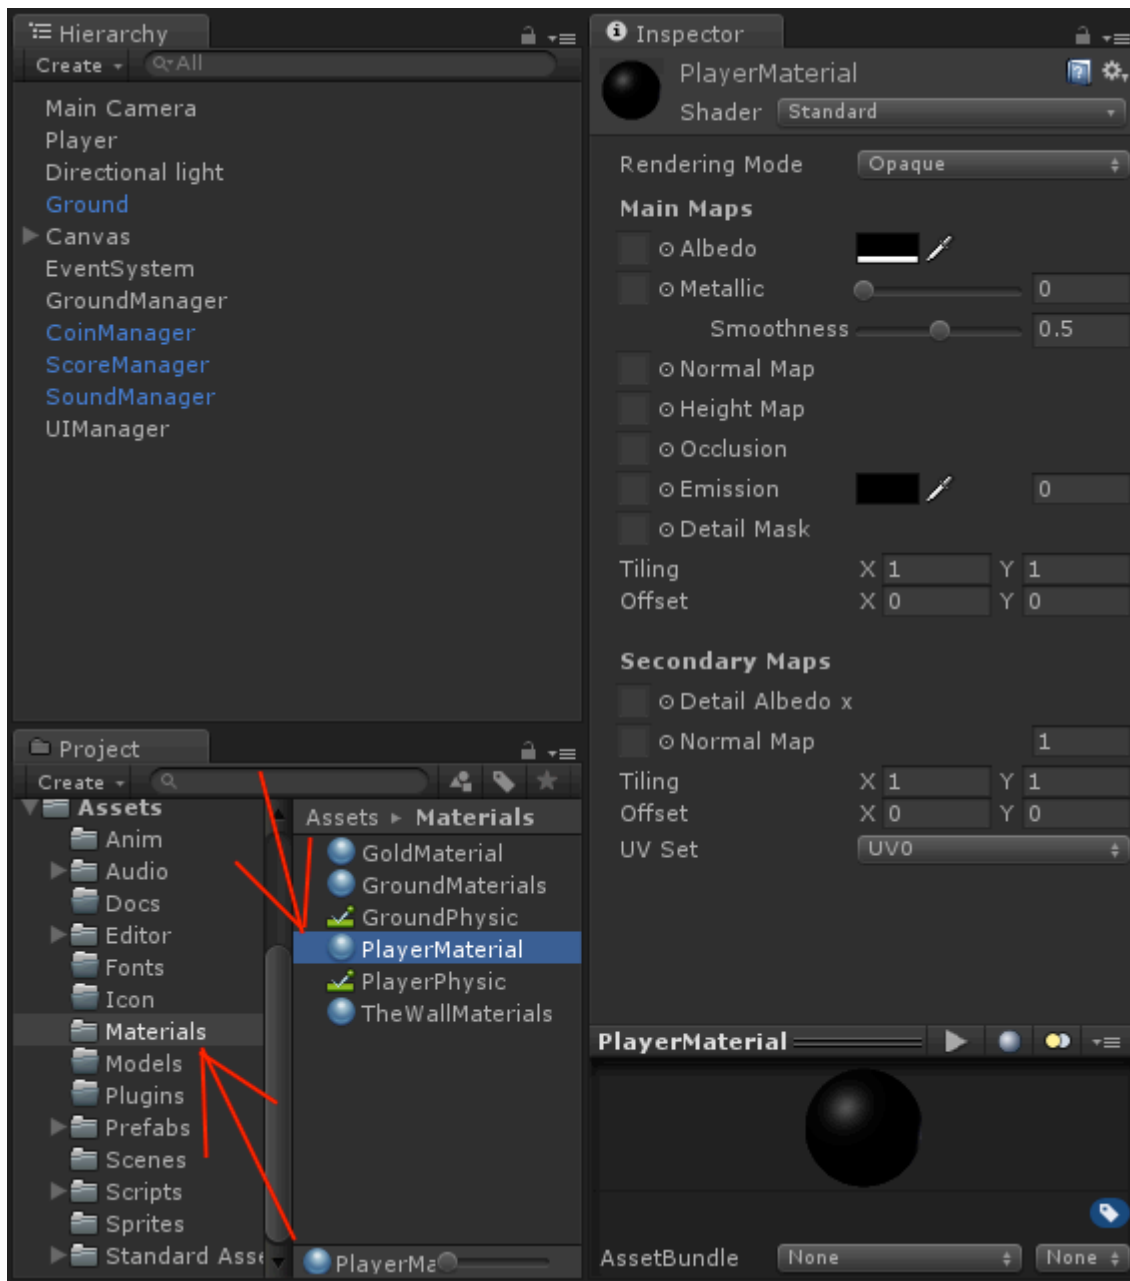 Hierarchy
Create
All
Main Camera
Player
Directional light
Ground
Canvas
EventSystem
GroundManager
CoinManager
ScoreManager
SoundManager
UIManager
Inspector
PlayerMaterial
Shader Standard
Rendering Mode Opaque
Main Maps
Albedo
Metallic 0
Smoothness 0.5
Normal Map
Height Map
Occlusion
Emission 0
Detail Mask
Tiling X 1 Y 1
Offset X 0 Y 0
Secondary Maps
Detail Albedo x
Normal Map 1
Tiling X 1 Y 1
Offset X 0 Y 0
UV Set UV0
Project
Create
Assets
Anim
Audio
Docs
Editor
Fonts
Icon
Materials
Models
Plugins
Prefabs
Scenes
Scripts
Sprites
Standard Asse
Assets ▸ Materials
GoldMaterial
GroundMaterials
GroundPhysic
PlayerMaterial
PlayerPhysic
TheWallMaterials
PlayerMa
PlayerMaterial
AssetBundle None None